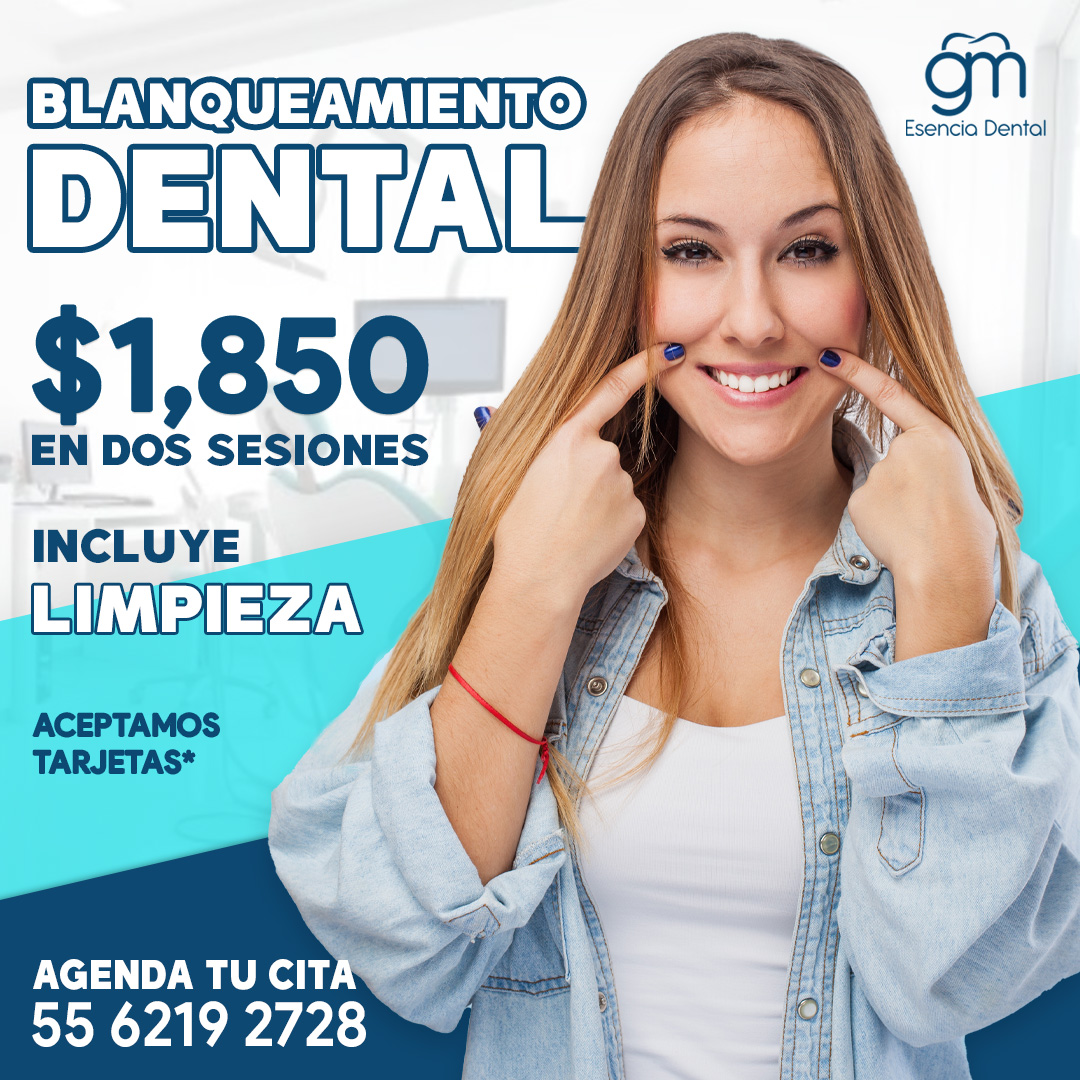 gm
Esencia Dental
BLANQUEAMIENTO
DENTAL
$1,850
EN DOS SESIONES
INCLUYE
LIMPIEZA
ACEPTAMOS
TARJETAS*
AGENDA TU CITA
55 6219 2728